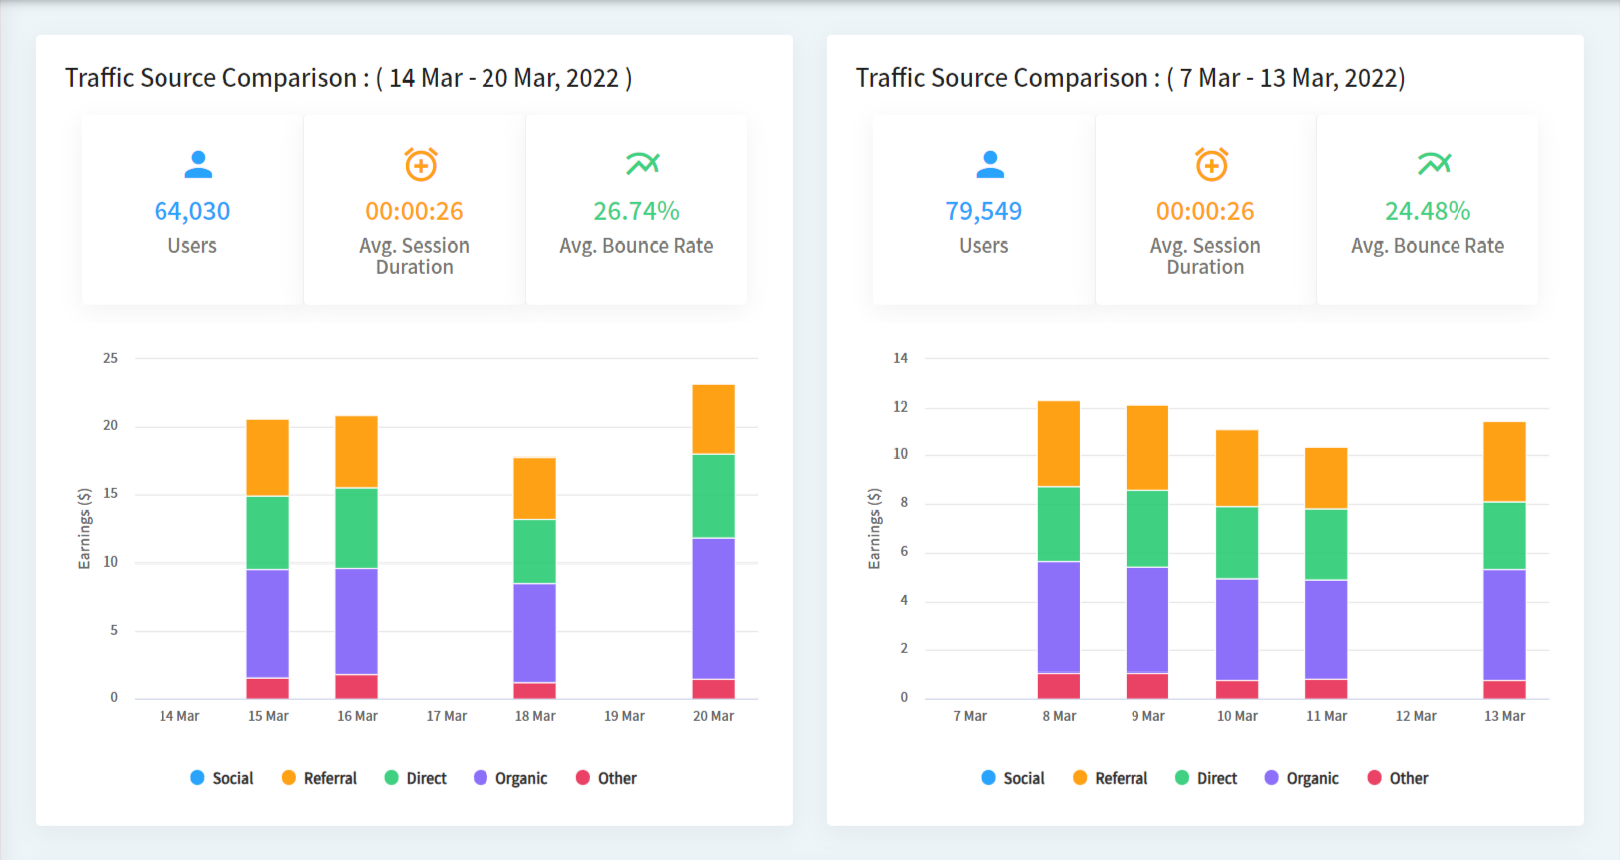 Traffic Source Comparison : ( 14 Mar - 20 Mar, 2022 )
64,030
Users
00:00:26
Avg. Session
Duration
26.74%
Avg. Bounce Rate
25
20
15
10
5
0
Earnings ($)
14 Mar 15 Mar 16 Mar 17 Mar 18 Mar 19 Mar 20 Mar
Social Referral Direct Organic Other
Traffic Source Comparison : ( 7 Mar - 13 Mar, 2022)
79,549
Users
00:00:26
Avg. Session
Duration
24.48%
Avg. Bounce Rate
14
12
10
8
6
4
2
0
Earnings ($)
7 Mar 8 Mar 9 Mar 10 Mar 11 Mar 12 Mar 13 Mar
Social Referral Direct Organic Other